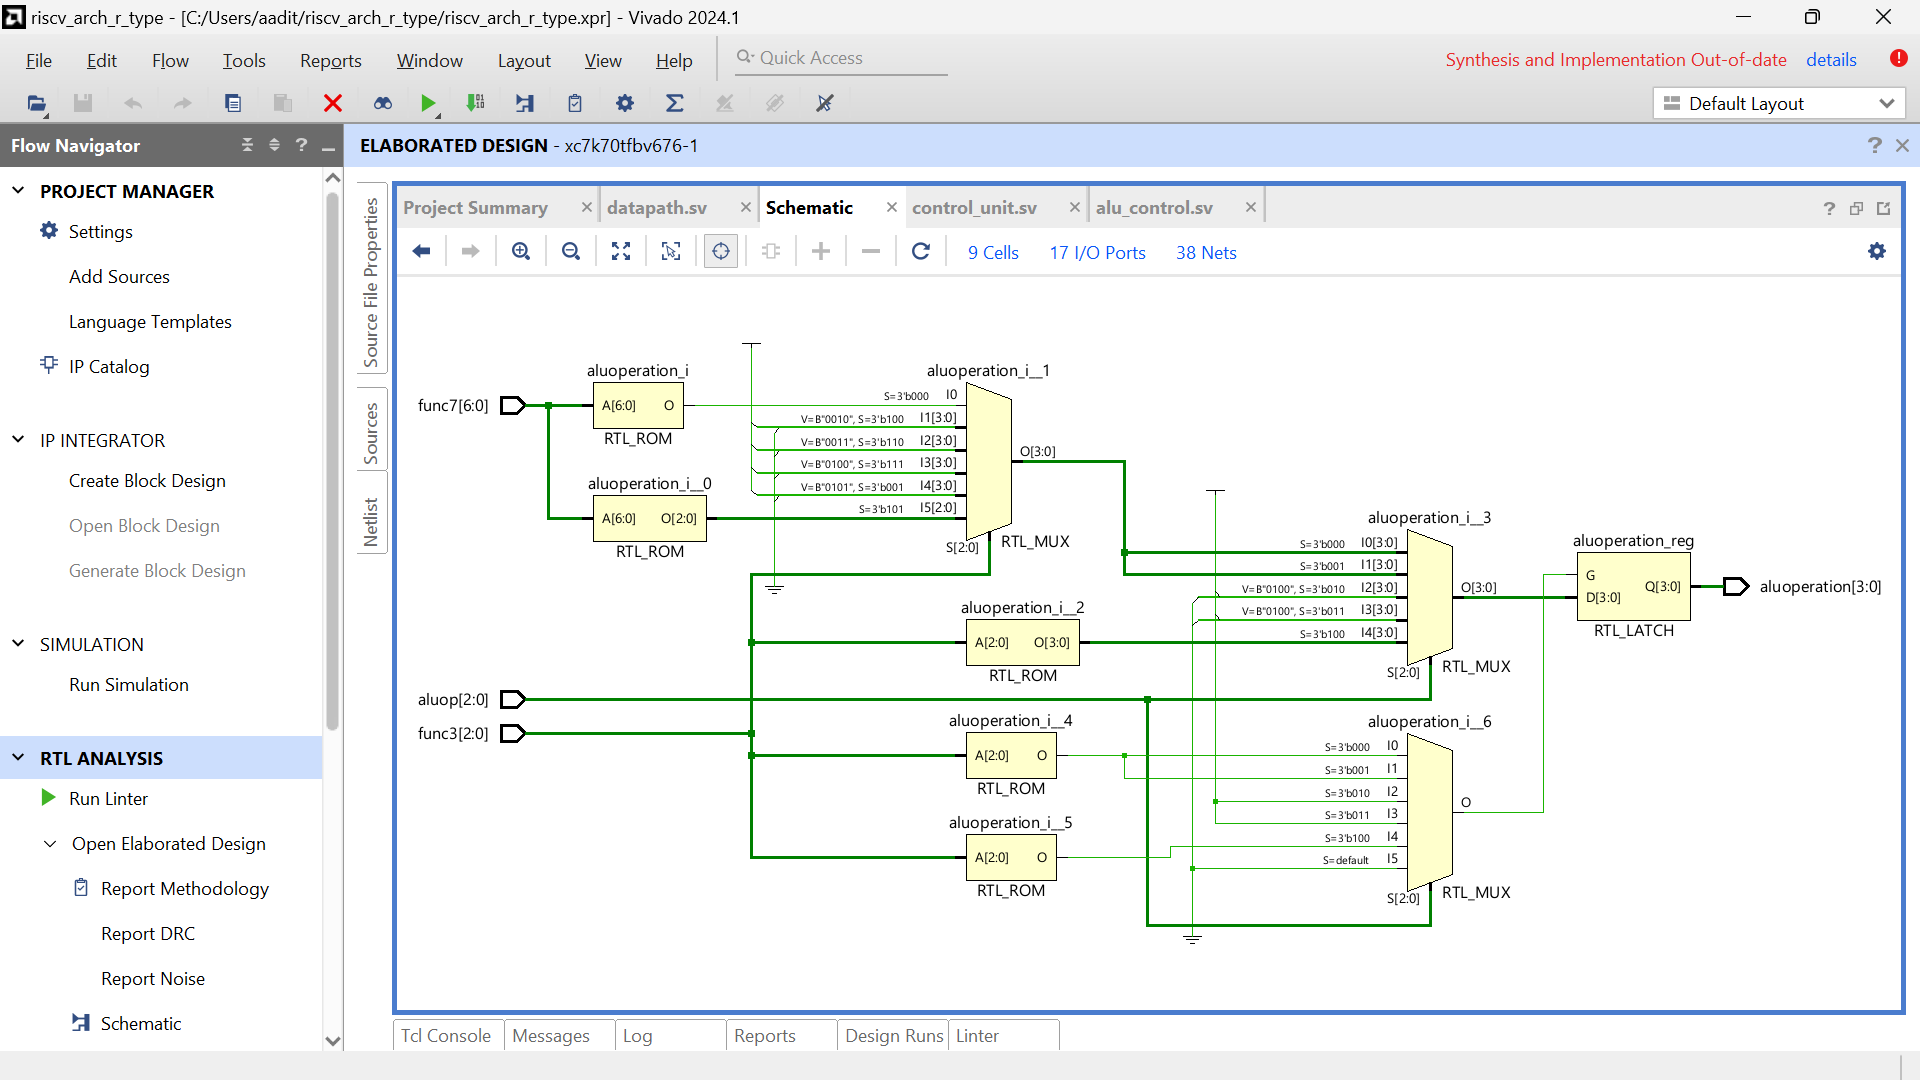 riscv_arch_r_type - [C:/Users/aadit/riscv_arch_r_type/riscv_arch_r_type.xpr] - Vivado 2024.1
File Edit Flow Tools Reports Window Layout View Help Quick Access
Synthesis and Implementation Out-of-date details
Default Layout
Flow Navigator
ELABORATED DESIGN - xc7k70tfbv676-1
PROJECT MANAGER
Settings
Add Sources
Language Templates
IP Catalog
IP INTEGRATOR
Create Block Design
Open Block Design
Generate Block Design
SIMULATION
Run Simulation
RTL ANALYSIS
Run Linter
Open Elaborated Design
Report Methodology
Report DRC
Report Noise
Schematic
Source File Properties
Sources
Netlist
Project Summary
datapath.sv
Schematic
control_unit.sv
alu_control.sv
9 Cells 17 I/O Ports 38 Nets
func7[6:0]
aluoperation_i
A[6:0] O
RTL_ROM
aluoperation_i__0
A[6:0] O[2:0]
RTL_ROM
aluoperation_i__1
S=3'b000 I0
V=B"0010", S=3'b100 I1[3:0]
V=B"0011", S=3'b110 I2[3:0]
V=B"0100", S=3'b111 I3[3:0]
V=B"0101", S=3'b001 I4[3:0]
S=3'b101 I5[2:0]
O[3:0]
S[2:0] RTL_MUX
aluoperation_i__2
A[2:0] O[3:0]
RTL_ROM
aluop[2:0]
func3[2:0]
aluoperation_i__4
A[2:0] O
RTL_ROM
aluoperation_i__5
A[2:0] O
RTL_ROM
aluoperation_i__3
S=3'b000 I0[3:0]
S=3'b001 I1[3:0]
V=B"0100", S=3'b010 I2[3:0]
V=B"0100", S=3'b011 I3[3:0]
S=3'b100 I4[3:0]
O[3:0]
S[2:0] RTL_MUX
aluoperation_i__6
S=3'b000 I0
S=3'b001 I1
S=3'b010 I2
S=3'b011 I3
S=3'b100 I4
S=default I5
O
S[2:0] RTL_MUX
aluoperation_reg
G
D[3:0] Q[3:0]
RTL_LATCH
aluoperation[3:0]
Tcl Console
Messages
Log
Reports
Design Runs
Linter